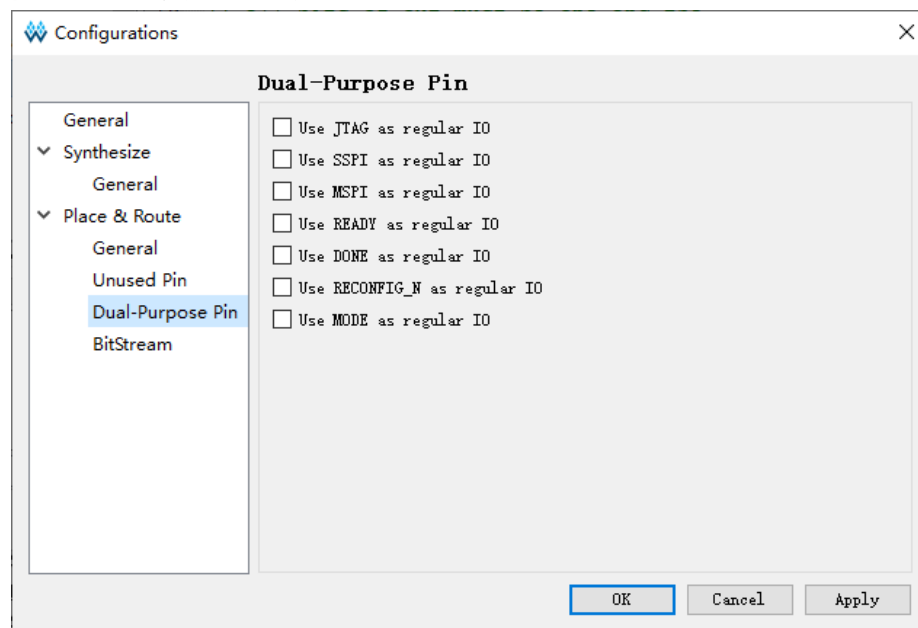 Configurations
Dual-Purpose Pin
General
Synthesize
General
Place & Route
General
Unused Pin
Dual-Purpose Pin
BitStream
Use JTAG as regular IO
Use SSPI as regular IO
Use MSPI as regular IO
Use READY as regular IO
Use DONE as regular IO
Use RECONFIG_N as regular IO
Use MODE as regular IO
OK
Cancel
Apply